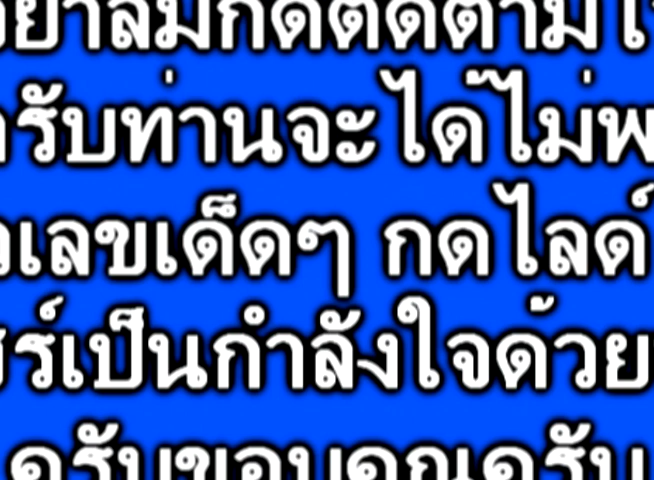 อย่าลืมกดติดตามไว้
ครับท่านจะได้ไม่พ
เลขเด็ดๆ กดไลด์
ร์เป็นกำลังใจด้วย
ครับขอบคุณครับ